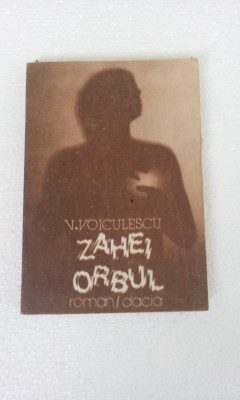 V. VOICULESCU
ZAHEI
ORBUL
roman/dacia